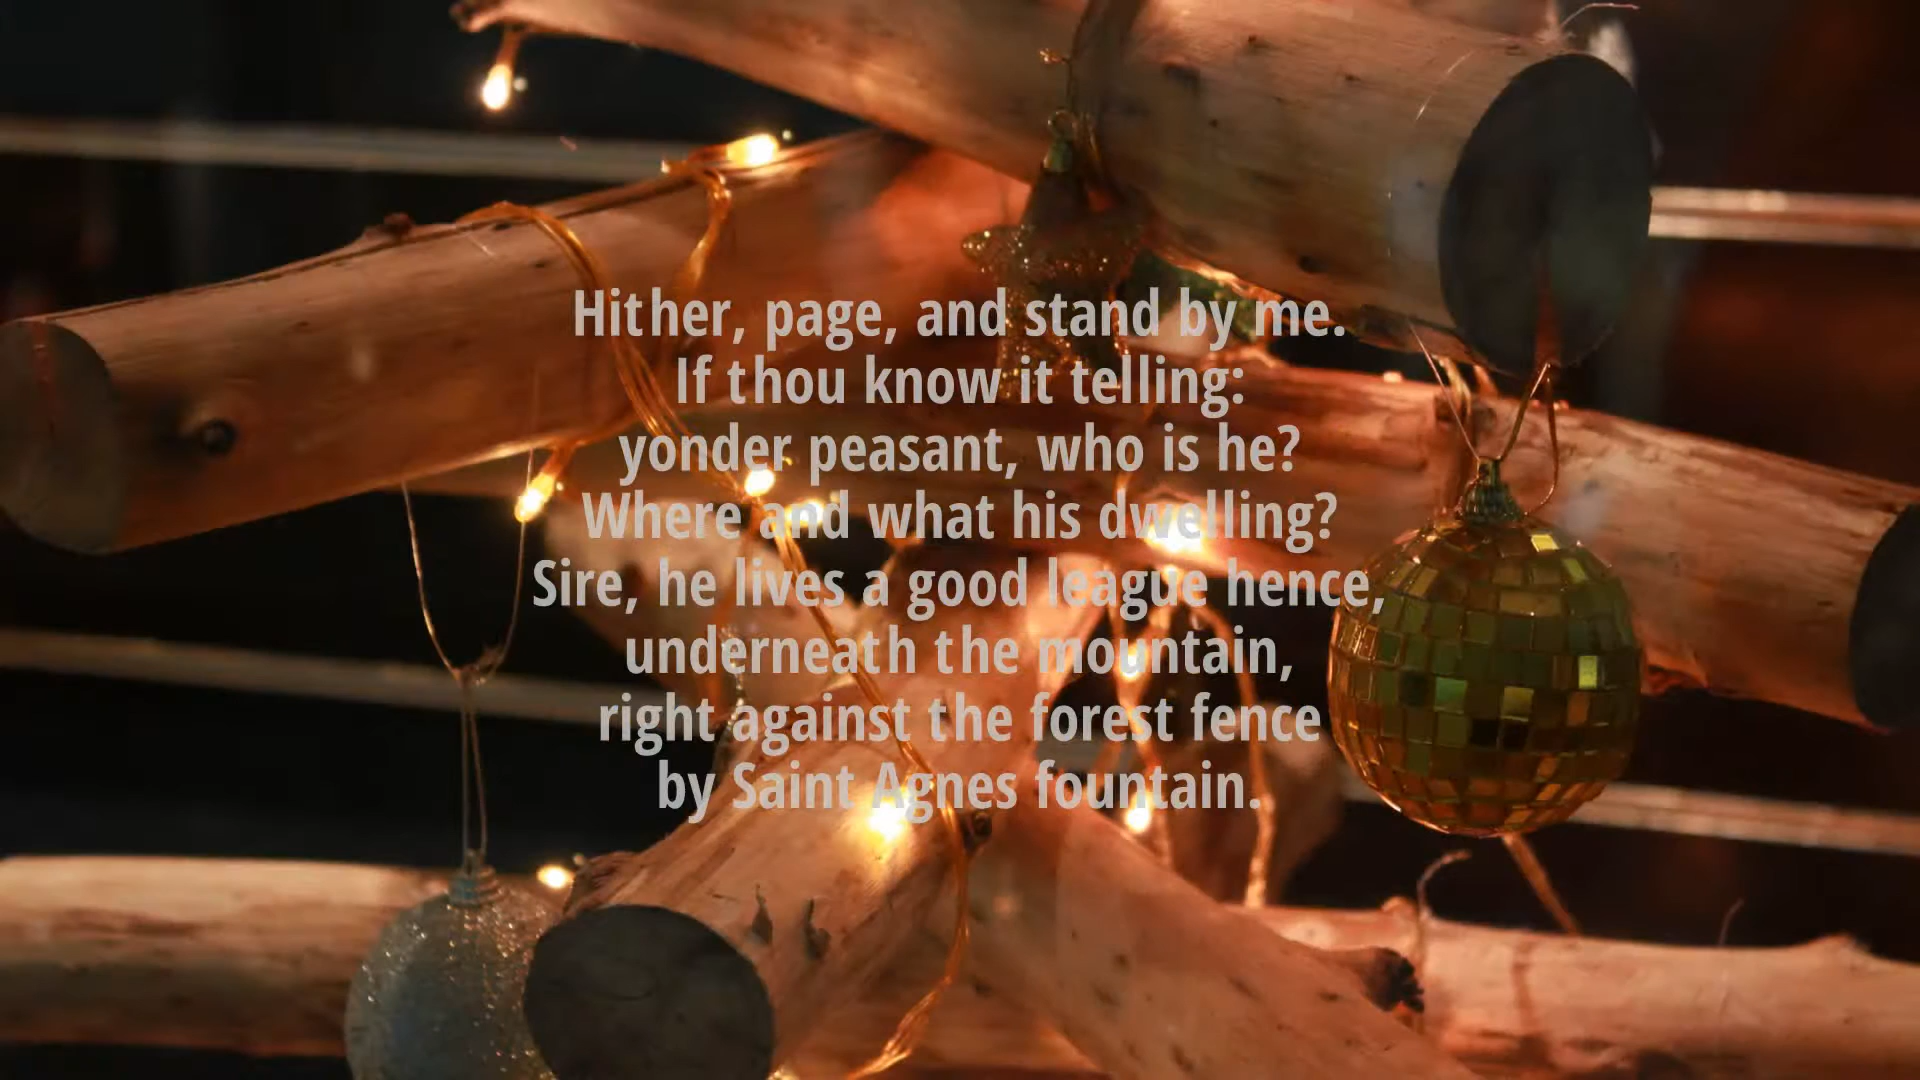 Hither, page, and stand by me.
If thou know it telling:
yonder peasant, who is he?
Where and what his dwelling?
Sire, he lives a good league hence,
underneath the mountain,
right against the forest fence
by Saint Agnes fountain.